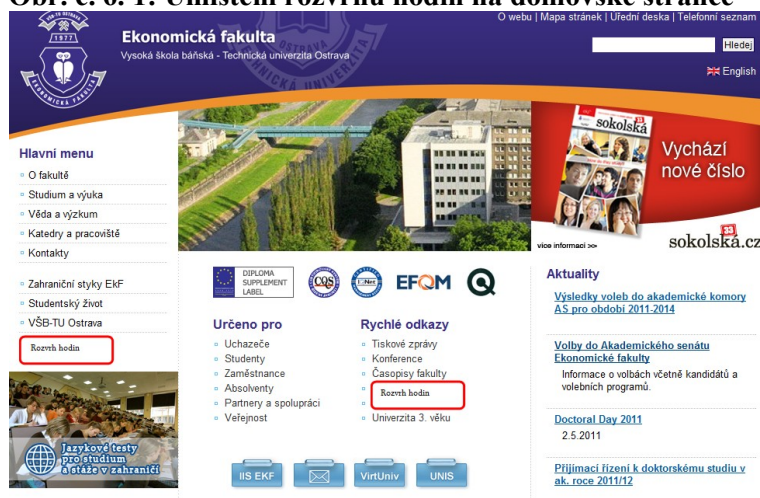 Obr. č. 6. 1: Umístění rozvrhu hodin na domovské stránce
O webu | Mapa stránek | Úřední deska | Telefonní seznam
1977
Ekonomická fakulta
Vysoká škola báňská - Technická univerzita Ostrava
Hledej
English
Hlavní menu
O fakultě
Studium a výuka
Věda a výzkum
Katedry a pracoviště
Kontakty
Zahraniční styky EkF
Studentský život
VŠB-TU Ostrava
Rozvrh hodin
Jazykové testy
pro studium
a stáže v zahraničí
DIPLOMA
SUPPLEMENT
LABEL
CQS
IQNet
EFQM
Určeno pro
Uchazeče
Studenty
Zaměstnance
Absolventy
Partnery a spolupráci
Veřejnost
Rychlé odkazy
Tiskové zprávy
Konference
Časopisy fakulty
Rozvrh hodin
Univerzita 3. věku
IIS EKF
VirtUniv
UNIS
33
sokolská
Vychází
nové číslo
více informací >>
33
sokolská.cz
Aktuality
Výsledky voleb do akademické komory
AS pro období 2011-2014
Volby do Akademického senátu
Ekonomické fakulty
Informace o volbách včetně kandidátů a
volebních programů.
Doctoral Day 2011
2.5.2011
Přijímací řízení k doktorskému studiu v
ak. roce 2011/12